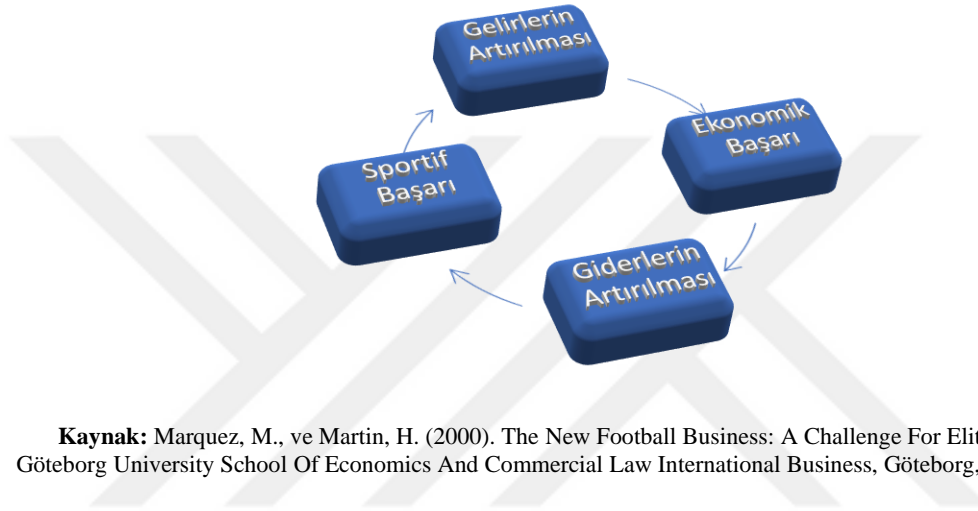 Gelirlerin
Artırılması
Ekonomik
Başarı
Sportif
Başarı
Giderlerin
Artırılması
Kaynak: Marquez, M., ve Martin, H. (2000). The New Football Business: A Challenge For Elit
Göteborg University School Of Economics And Commercial Law International Business, Göteborg,